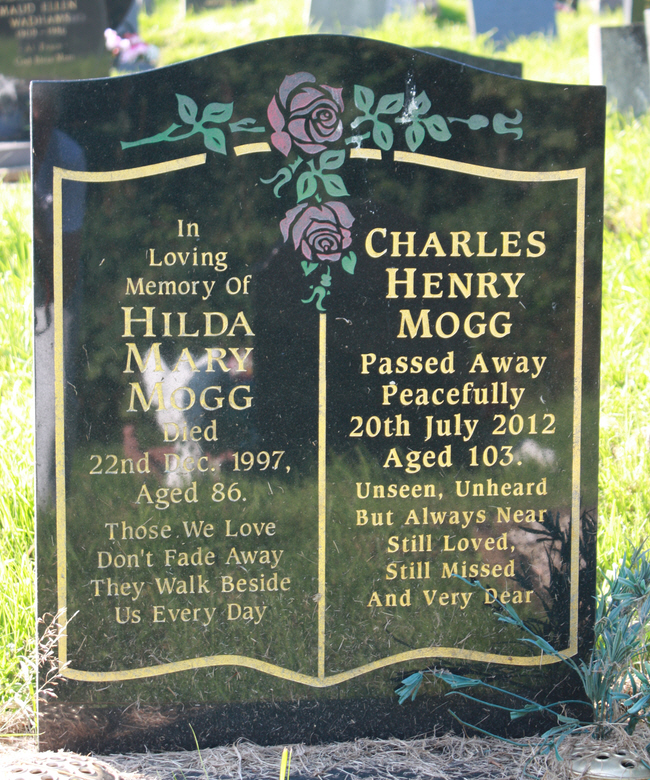 MAUD ELLEN
In
Loving
Memory Of
HILDA
MARY
MOGG
Died
22nd Dec. 1997,
Aged 86.
Those We Love
Don't Fade Away
They Walk Beside
Us Every Day
CHARLES
HENRY
MOGG
Passed Away
Peacefully
20th July 2012
Aged 103.
Unseen, Unheard
But Always Near
Still Loved,
Still Missed
And Very Dear